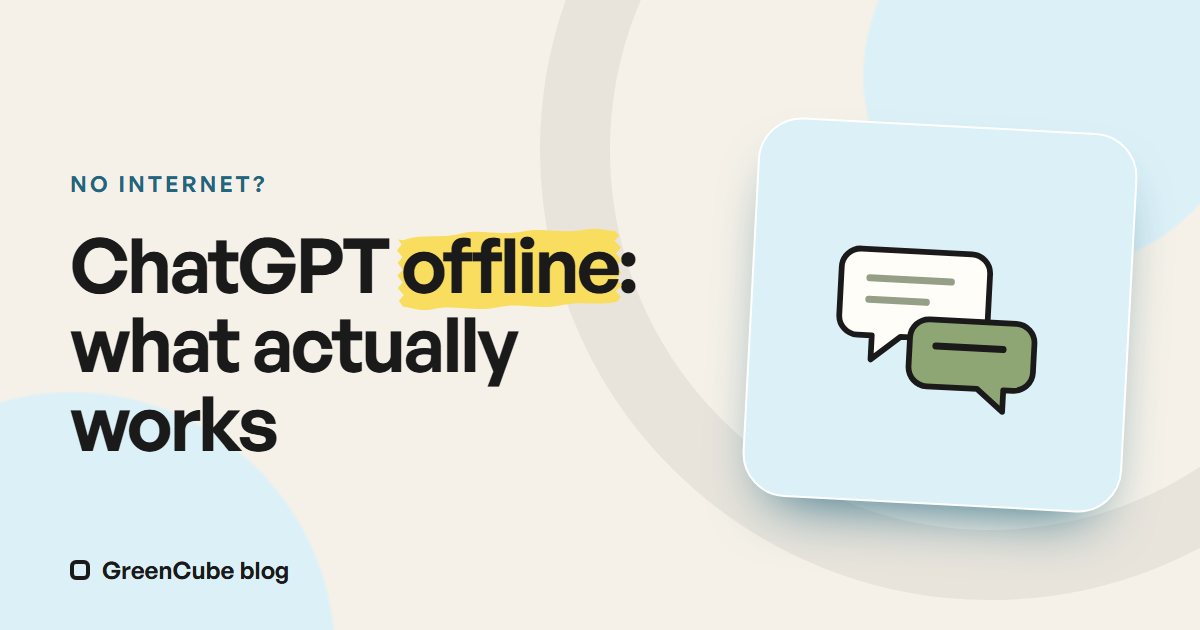 NO INTERNET?
ChatGPT offline:
what actually
works
GreenCube blog